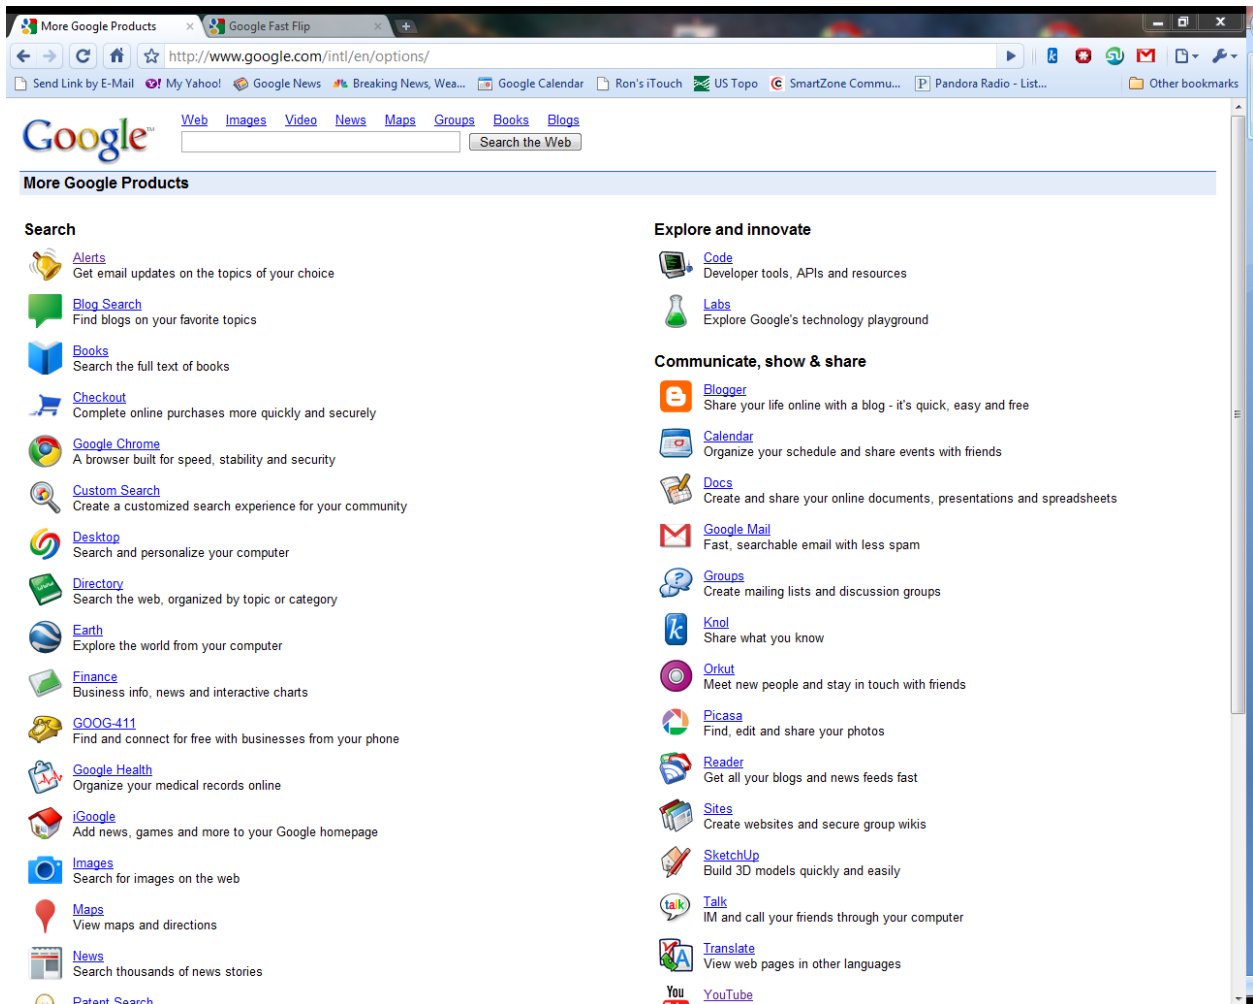 More Google Products
Google Fast Flip
http://www.google.com/intl/en/options/
Send Link by E-Mail My Yahoo! Google News Breaking News, Wea... Google Calendar Ron's iTouch US Topo SmartZone Commu... Pandora Radio - List... Other bookmarks
Google™
Web Images Video News Maps Groups Books Blogs
Search the Web
More Google Products
Search
Alerts
Get email updates on the topics of your choice
Blog Search
Find blogs on your favorite topics
Books
Search the full text of books
Checkout
Complete online purchases more quickly and securely
Google Chrome
A browser built for speed, stability and security
Custom Search
Create a customized search experience for your community
Desktop
Search and personalize your computer
Directory
Search the web, organized by topic or category
Earth
Explore the world from your computer
Finance
Business info, news and interactive charts
GOOG-411
Find and connect for free with businesses from your phone
Google Health
Organize your medical records online
iGoogle
Add news, games and more to your Google homepage
Images
Search for images on the web
Maps
View maps and directions
News
Search thousands of news stories
Patent Search
Explore and innovate
Code
Developer tools, APIs and resources
Labs
Explore Google's technology playground
Communicate, show & share
Blogger
Share your life online with a blog - it's quick, easy and free
Calendar
Organize your schedule and share events with friends
Docs
Create and share your online documents, presentations and spreadsheets
Google Mail
Fast, searchable email with less spam
Groups
Create mailing lists and discussion groups
k
Knol
Share what you know
Orkut
Meet new people and stay in touch with friends
Picasa
Find, edit and share your photos
Reader
Get all your blogs and news feeds fast
Sites
Create websites and secure group wikis
SketchUp
Build 3D models quickly and easily
talk
Talk
IM and call your friends through your computer
Translate
View web pages in other languages
You
YouTube